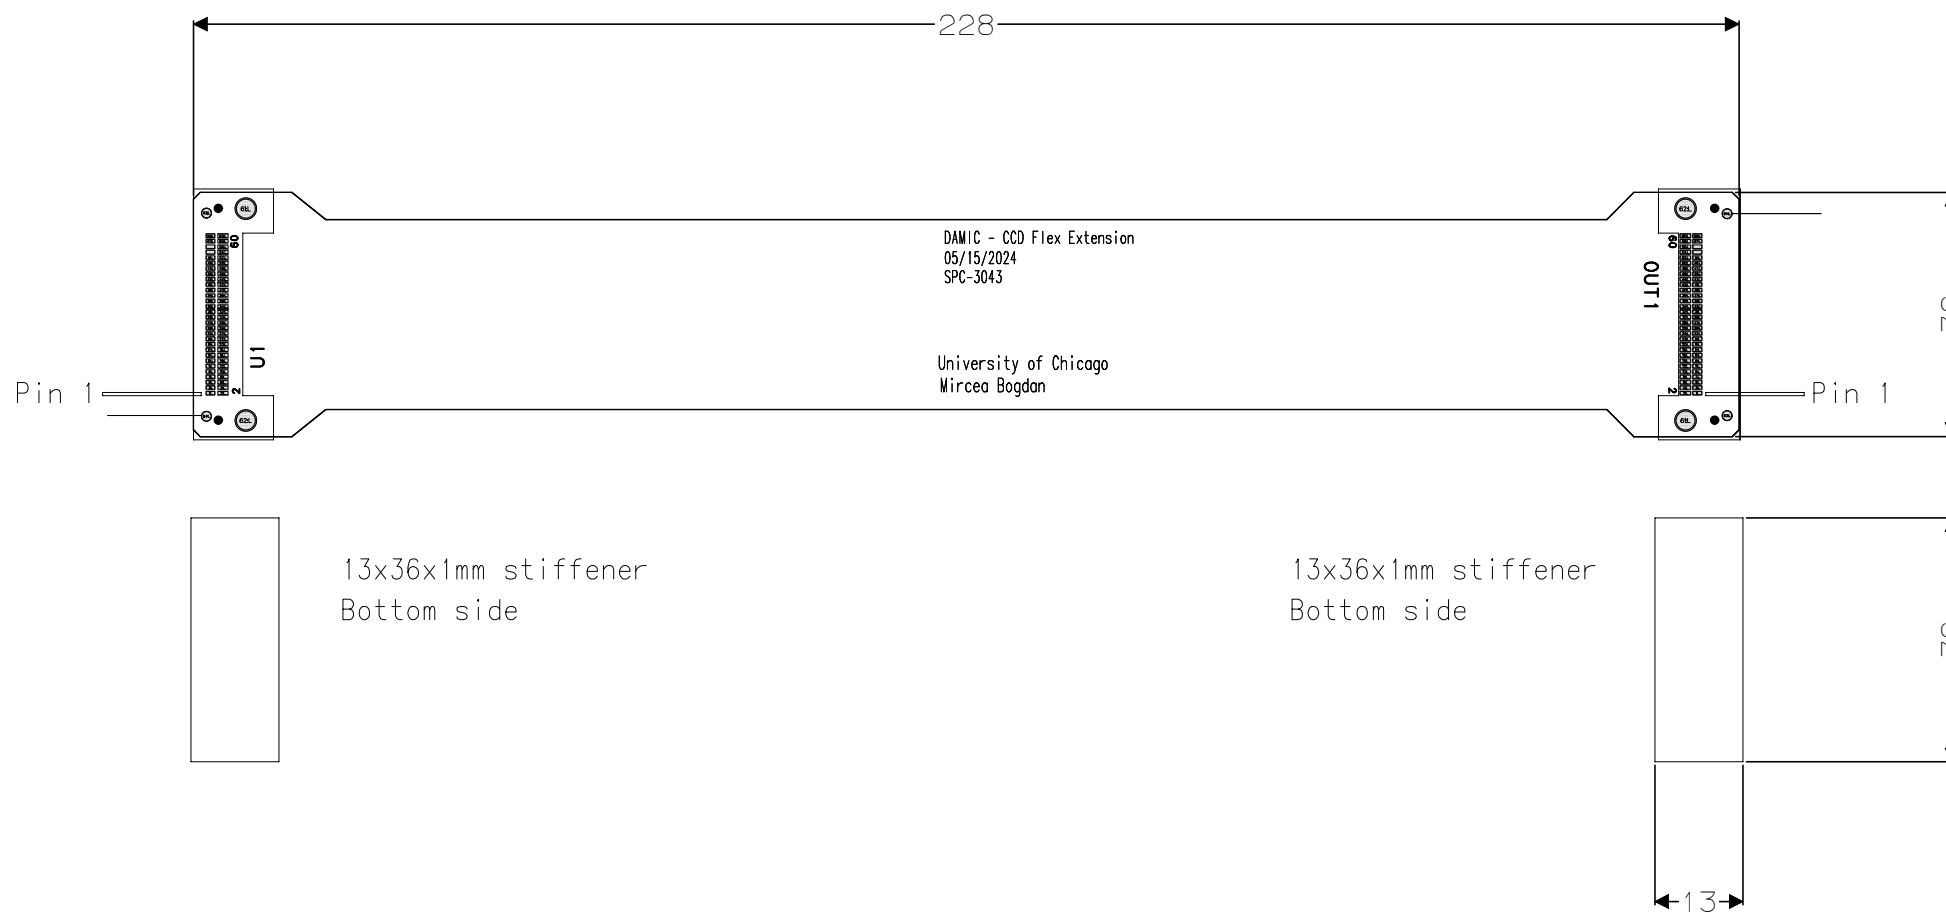 228
DAMIC - CCD Flex Extension
05/15/2024
SPC-3043
60
60
OUT1
U1
University of Chicago
Mircea Bogdan
2
2
Pin 1
Pin 1
13x36x1mm stiffener
Bottom side
13x36x1mm stiffener
Bottom side
13